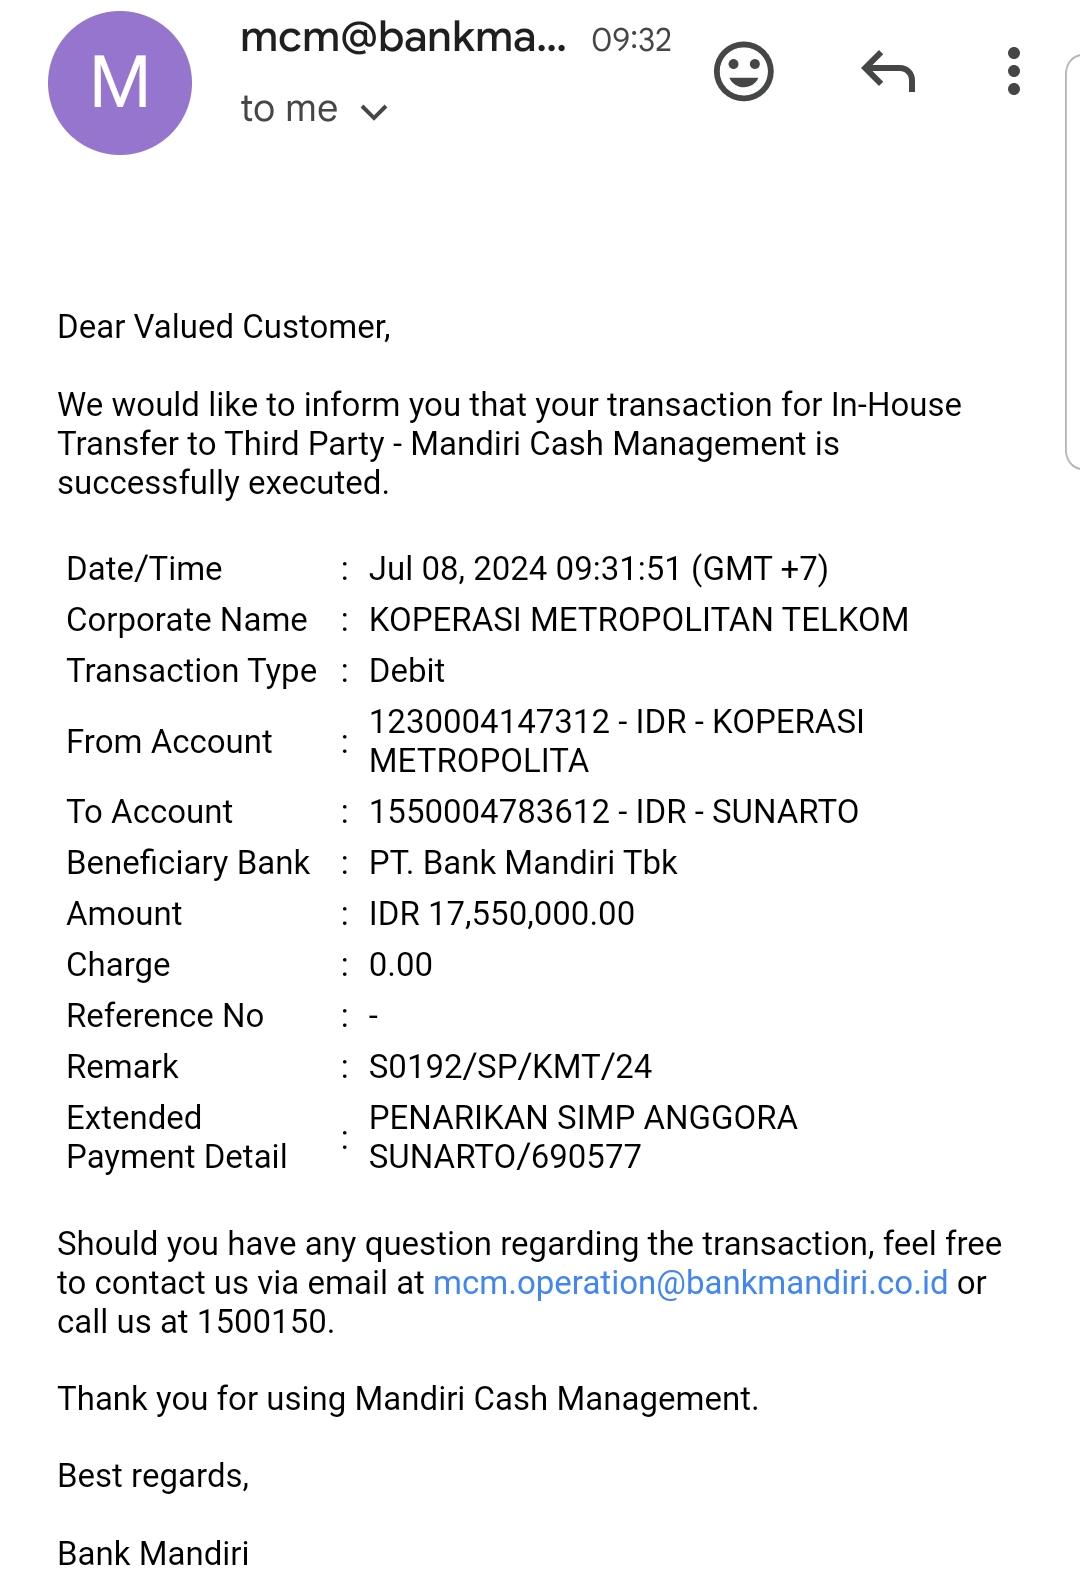 M
mcm@bankma... 09:32
to me
Dear Valued Customer,
We would like to inform you that your transaction for In-House
Transfer to Third Party - Mandiri Cash Management is
successfully executed.
Date/Time : Jul 08, 2024 09:31:51 (GMT +7)
Corporate Name : KOPERASI METROPOLITAN TELKOM
Transaction Type : Debit
From Account : 1230004147312 - IDR - KOPERASI
METROPOLITA
To Account : 1550004783612 - IDR - SUNARTO
Beneficiary Bank : PT. Bank Mandiri Tbk
Amount : IDR 17,550,000.00
Charge : 0.00
Reference No : -
Remark : S0192/SP/KMT/24
Extended Payment Detail : PENARIKAN SIMP ANGGORA
SUNARTO/690577
Should you have any question regarding the transaction, feel free
to contact us via email at mcm.operation@bankmandiri.co.id or
call us at 1500150.
Thank you for using Mandiri Cash Management.
Best regards,
Bank Mandiri